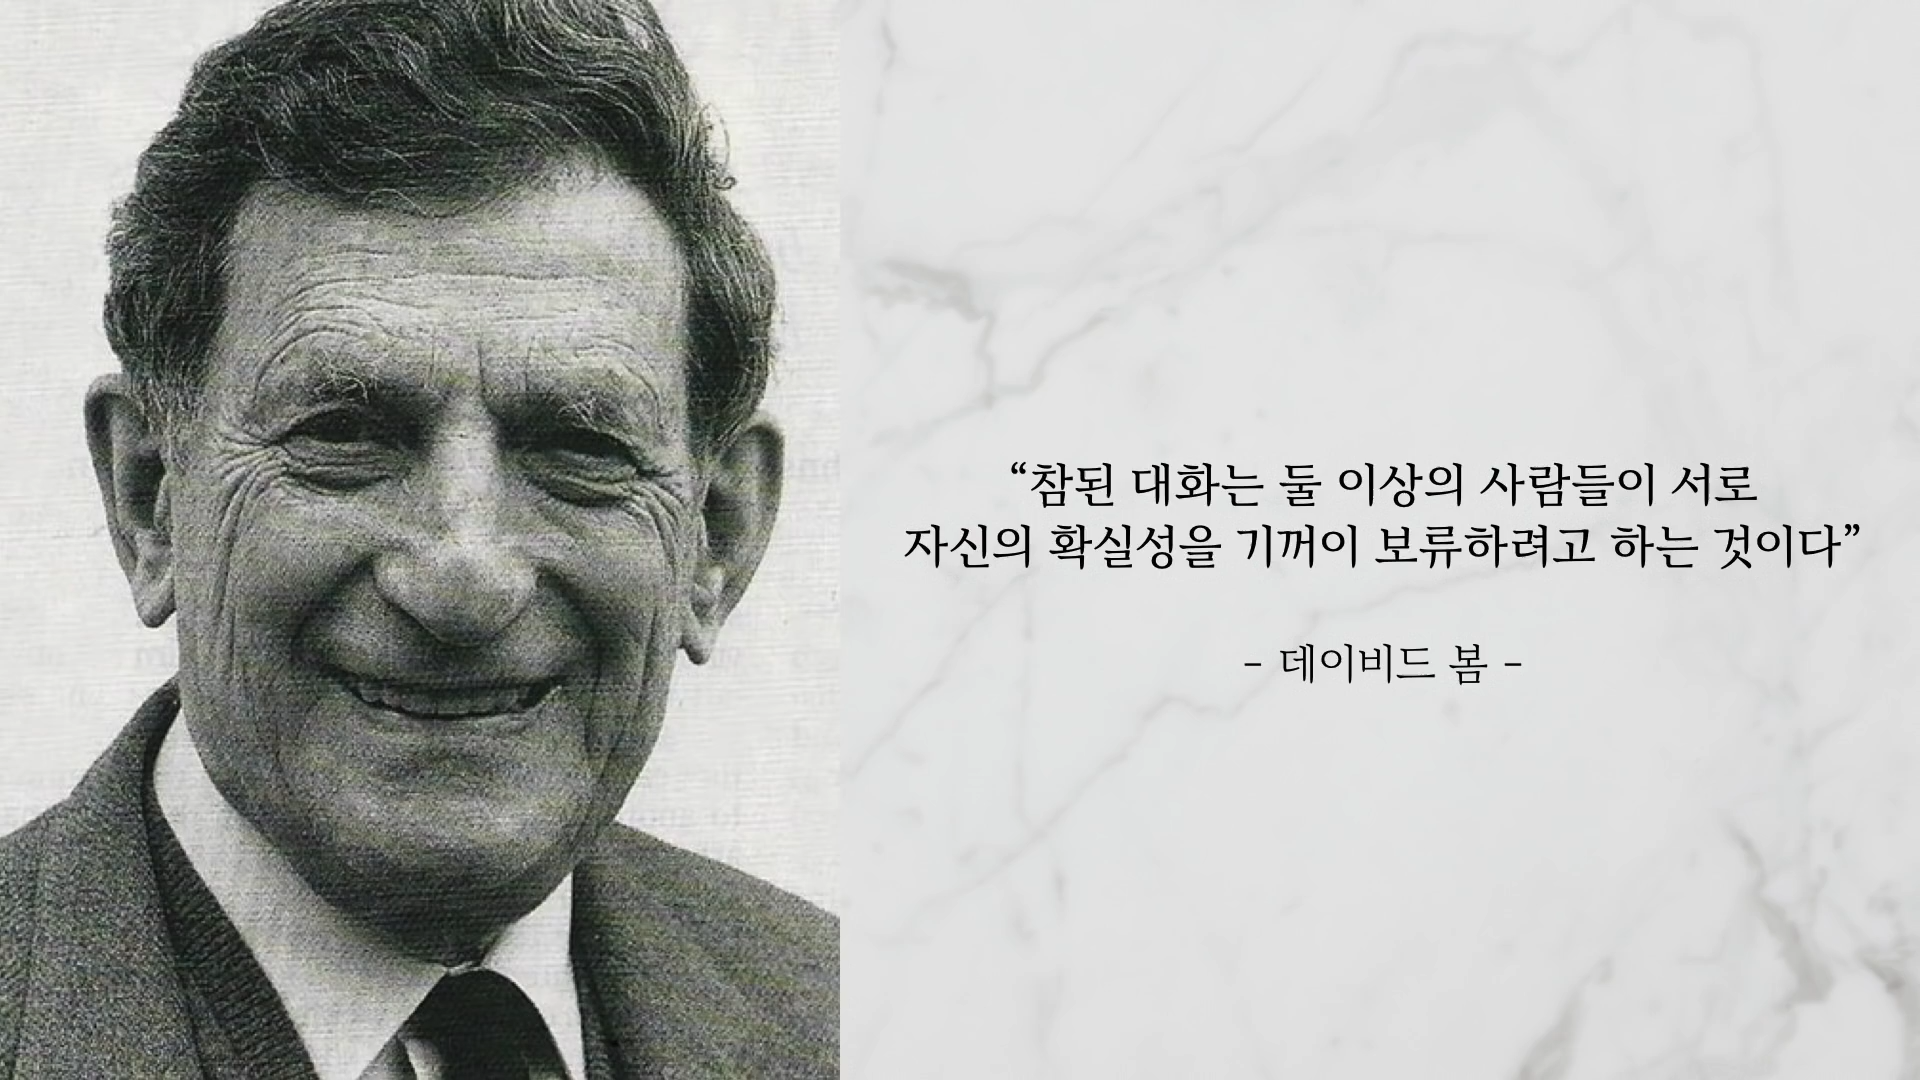 “참된 대화는 둘 이상의 사람들이 서로
자신의 확실성을 기꺼이 보류하려고 하는 것이다”
– 데이비드 봄 –